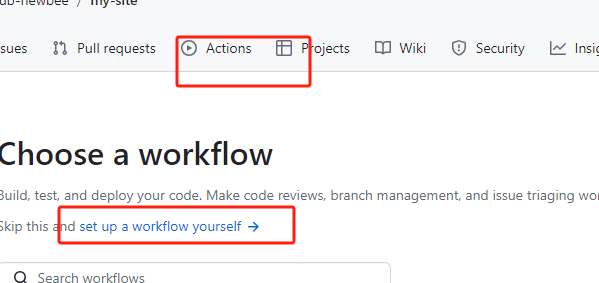 ub-newbee / my-site
sues Pull requests Actions Projects Wiki Security Insig
Choose a workflow
Build, test, and deploy your code. Make code reviews, branch management, and issue triaging wo
Skip this and set up a workflow yourself →
Search workflows